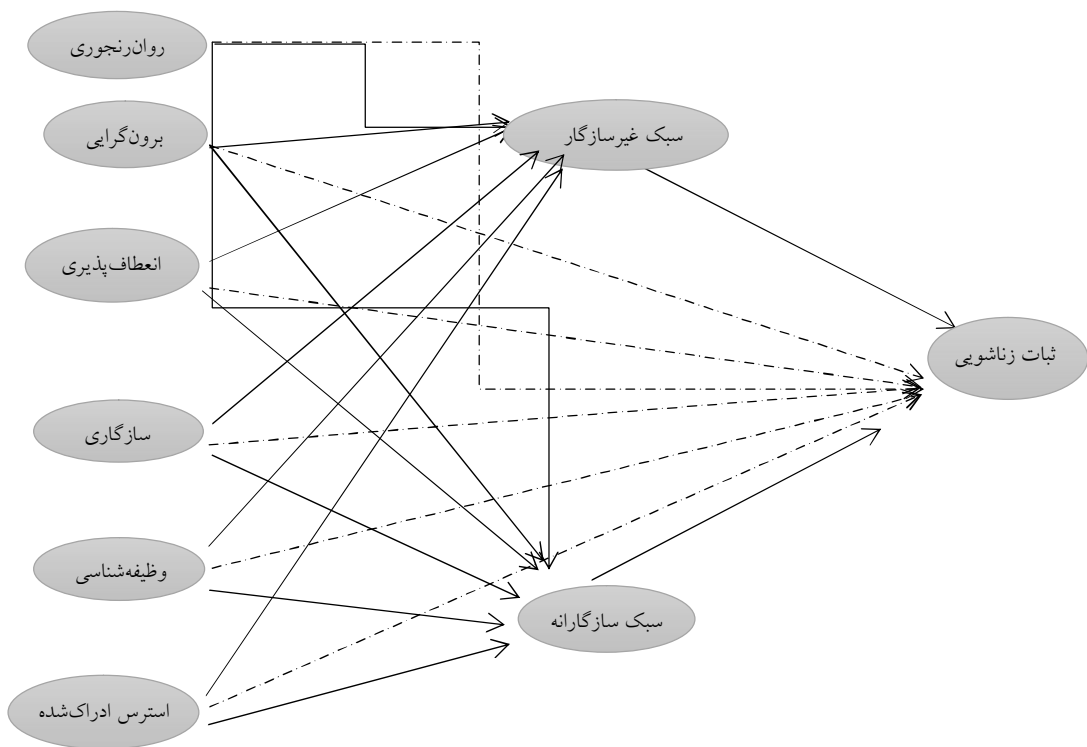 روان‌رنجوری
برون‌گرایی
سبک غیرسازگار
انعطاف‌پذیری
ثبات زناشویی
سازگاری
وظیفه‌شناسی
سبک سازگارانه
استرس ادراک‌شده